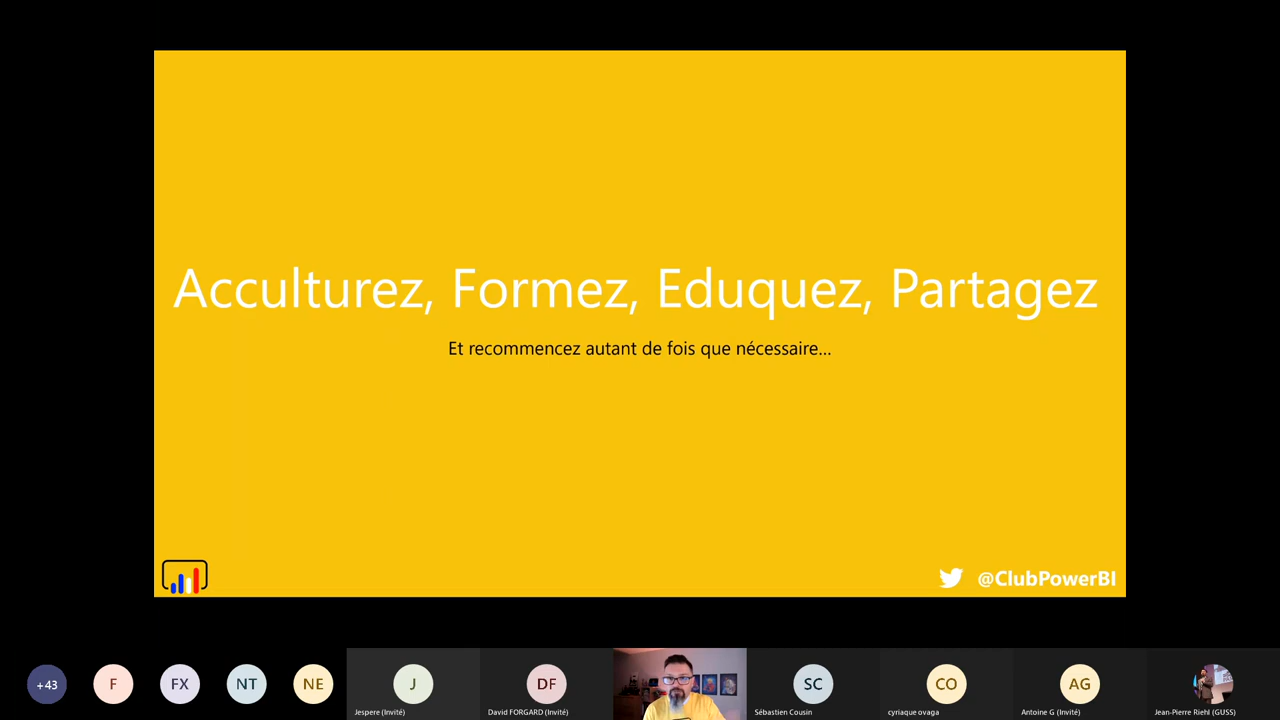 Acculturez, Formez, Eduquez, Partagez
Et recommencez autant de fois que nécessaire...
@ClubPowerBI
+43
F
FX
NT
NE
J
DF
SC
CO
AG
Jespere (Invité)
David FORGARD (Invité)
Sébastien Cousin
cyriaque ovaga
Antoine G (Invité)
Jean-Pierre Riehl (GUSS)